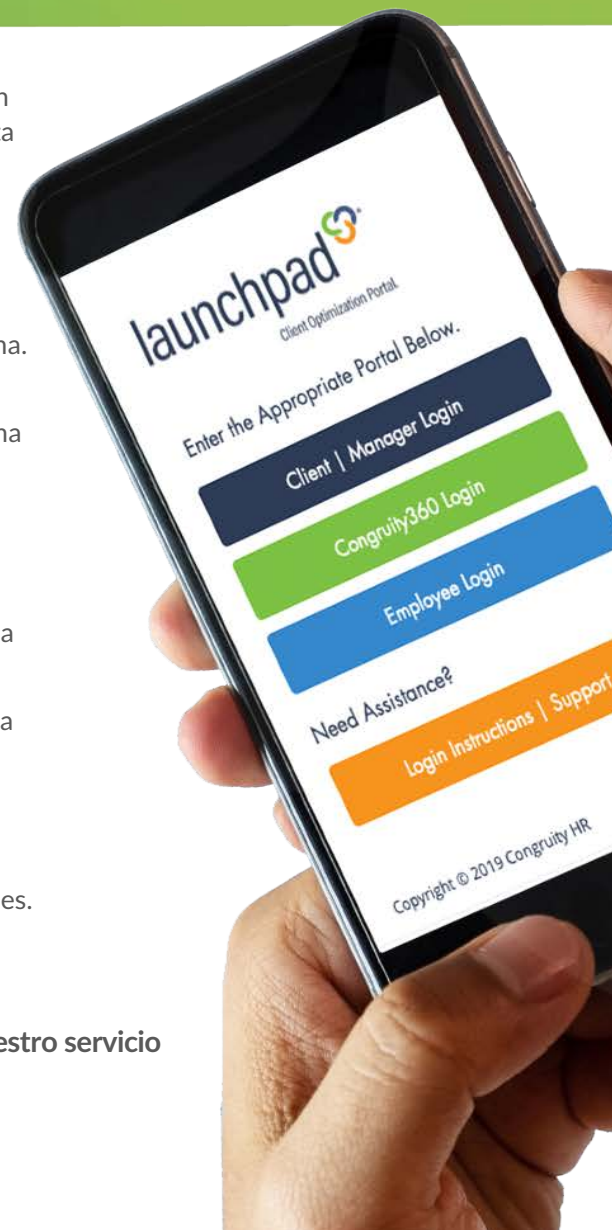 na.
na
a
a
es.
estro servicio
launchpad
Client Optimization Portal.
Enter the Appropriate Portal Below.
Client | Manager Login
Congruity360 Login
Employee Login
Need Assistance?
Login Instructions | Support
Copyright © 2019 Congruity HR